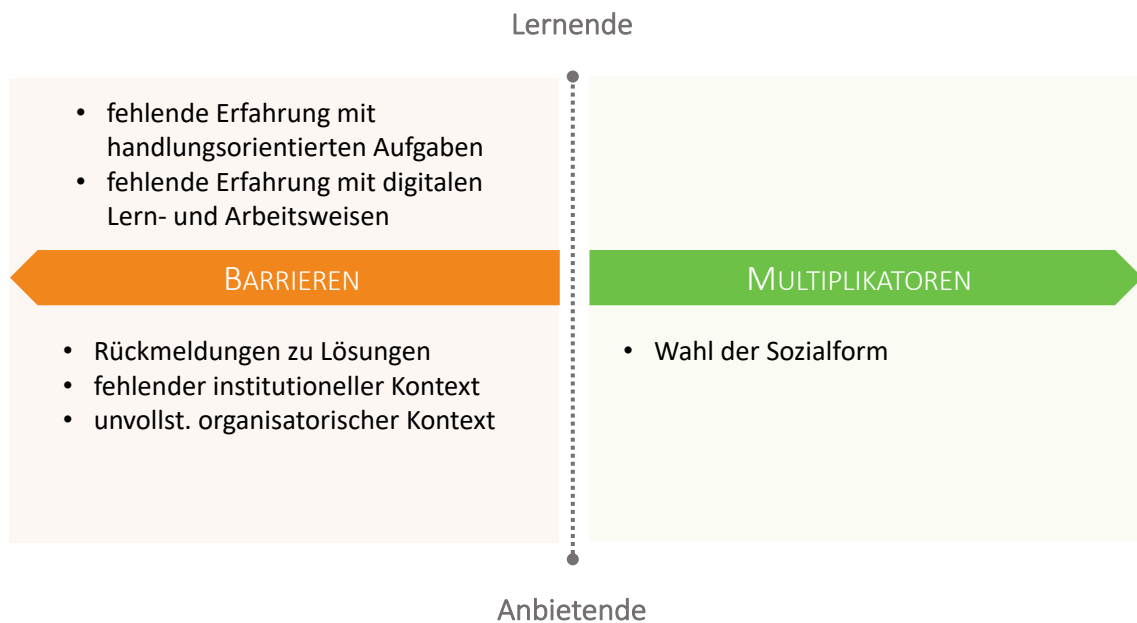 Lernende
• fehlende Erfahrung mit
handlungsorientierten Aufgaben
• fehlende Erfahrung mit digitalen
Lern- und Arbeitsweisen
BARRIEREN
MULTIPLIKATOREN
• Rückmeldungen zu Lösungen
• fehlender institutioneller Kontext
• unvollst. organisatorischer Kontext
• Wahl der Sozialform
Anbietende